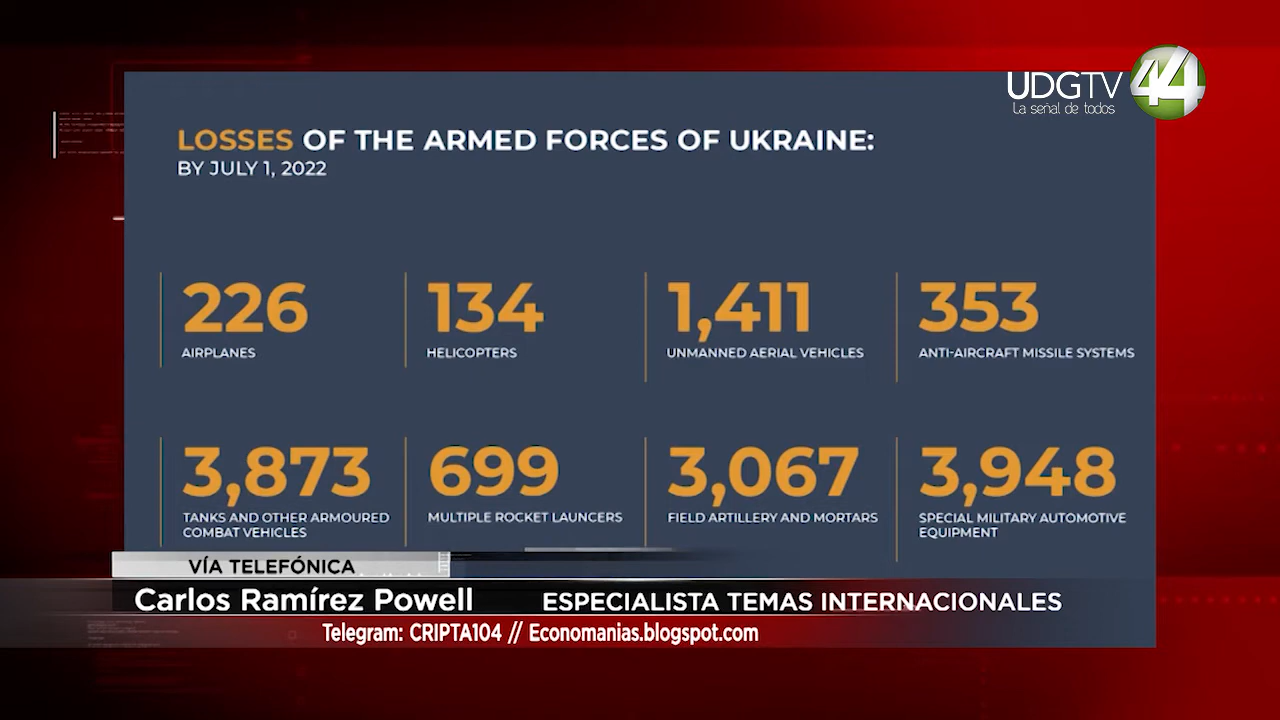 UDGTV 44
La señal de todos
LOSSES OF THE ARMED FORCES OF UKRAINE:
BY JULY 1, 2022
226
AIRPLANES
134
HELICOPTERS
1,411
UNMANNED AERIAL VEHICLES
353
ANTI-AIRCRAFT MISSILE SYSTEMS
3,873
TANKS AND OTHER ARMOURED
COMBAT VEHICLES
699
MULTIPLE ROCKET LAUNCERS
3,067
FIELD ARTILLERY AND MORTARS
3,948
SPECIAL MILITARY AUTOMOTIVE
EQUIPMENT
VÍA TELEFÓNICA
Carlos Ramírez Powell ESPECIALISTA TEMAS INTERNACIONALES
Telegram: CRIPTA104 // Economanias.blogspot.com